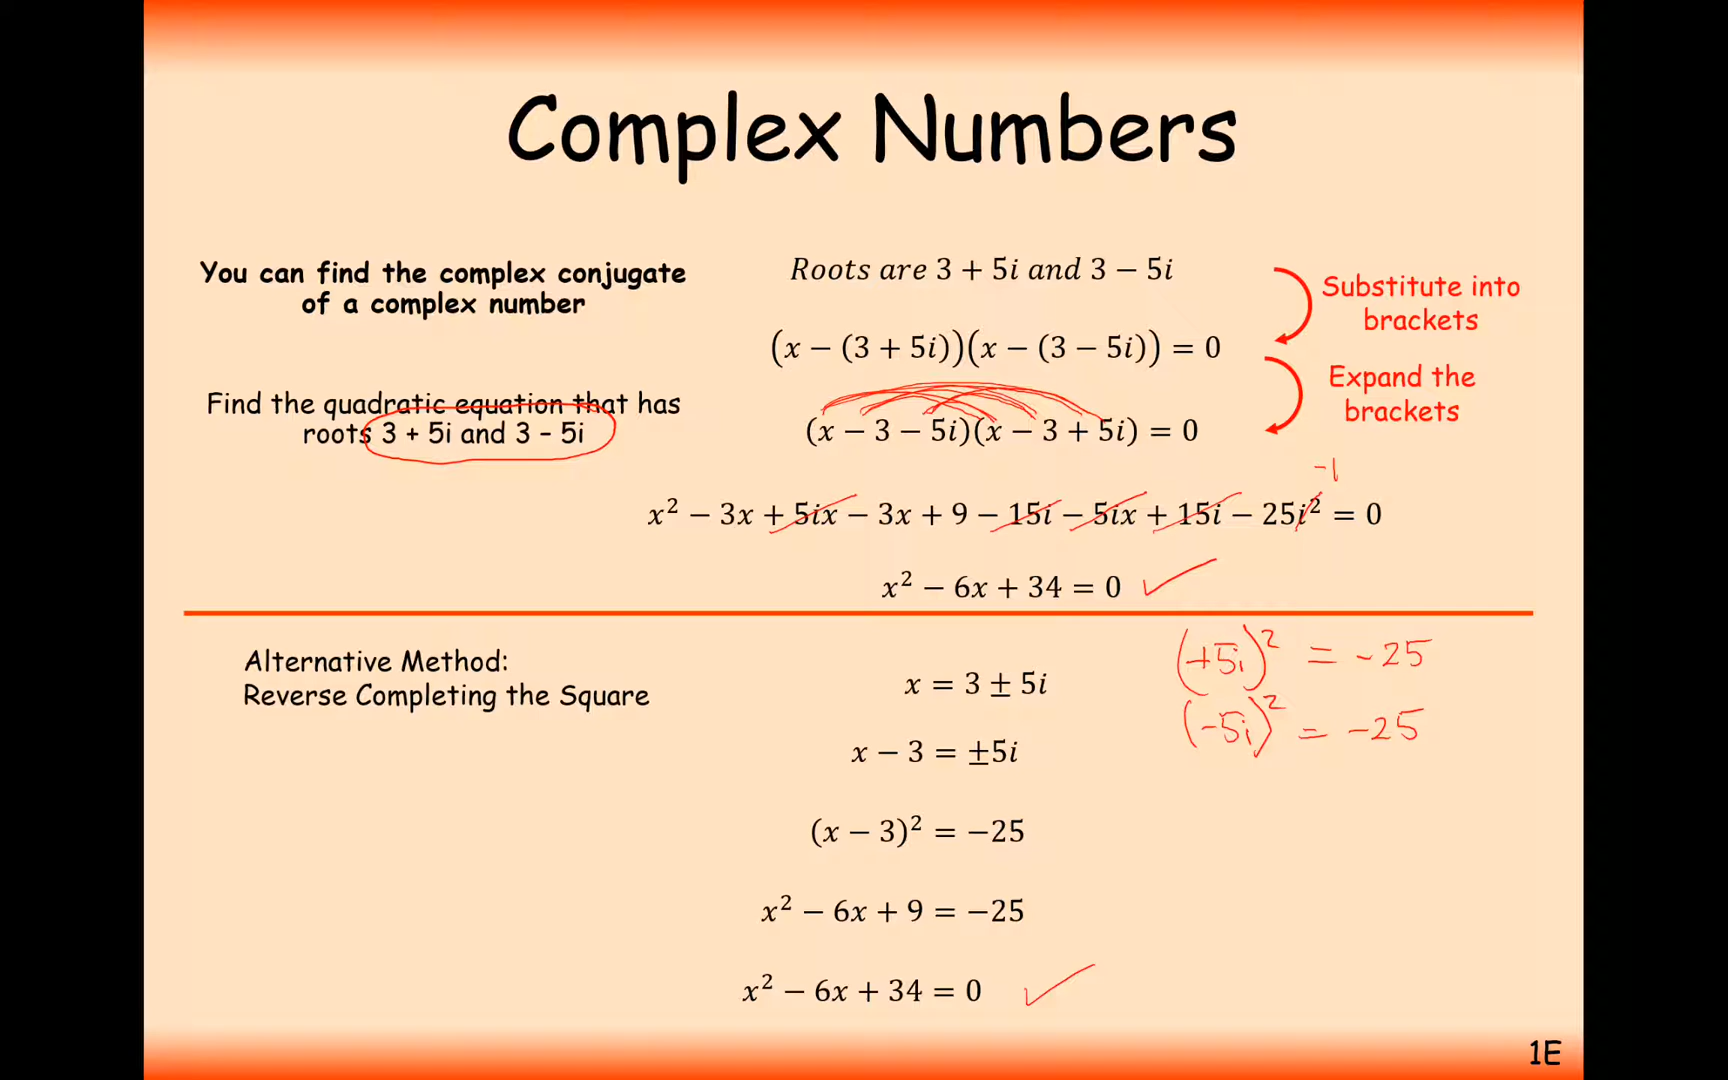 Complex Numbers
You can find the complex conjugate
of a complex number
Find the quadratic equation that has
roots 3 + 5i and 3 – 5i
Roots are 3 + 5i and 3 − 5i
(x − (3 + 5i))(x − (3 − 5i)) = 0
(x − 3 − 5i)(x − 3 + 5i) = 0
Substitute into
brackets
Expand the
brackets
-1
x² − 3x + 5ix − 3x + 9 − 15i − 5ix + 15i − 25i² = 0
x² − 6x + 34 = 0
Alternative Method:
Reverse Completing the Square
x = 3 ± 5i
x − 3 = ±5i
(x − 3)² = −25
x² − 6x + 9 = −25
x² − 6x + 34 = 0
(+5i)² = -25
(-5i)² = -25
1E